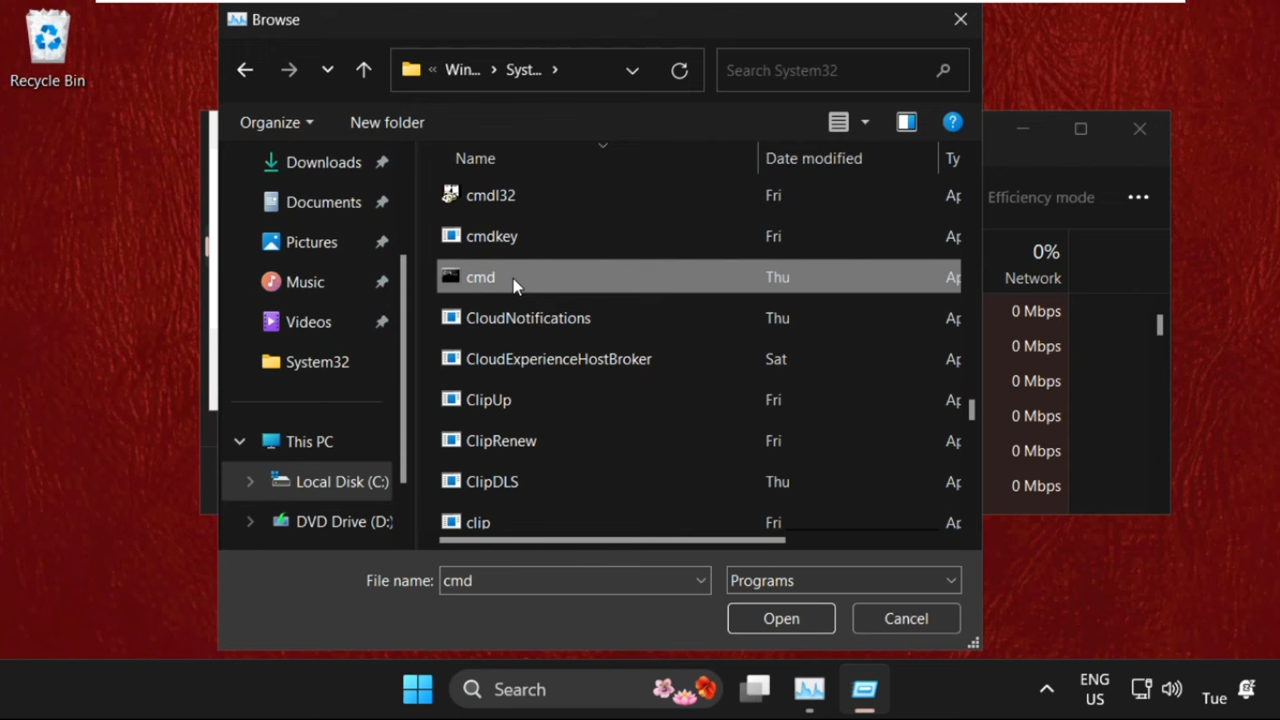 Recycle Bin
Browse
« Win... > Syst... >
Search System32
Organize
New folder
?
Downloads
Documents
Pictures
Music
Videos
System32
This PC
Local Disk (C:)
DVD Drive (D:)
Name Date modified Ty
cmdl32 Fri Ap
cmdkey Fri Ap
cmd Thu Ap
CloudNotifications Thu Ap
CloudExperienceHostBroker Sat Ap
ClipUp Fri Ap
ClipRenew Fri Ap
ClipDLS Thu Ap
clip Fri Ap
File name: cmd
Programs
Open
Cancel
Efficiency mode
0%
Network
0 Mbps
0 Mbps
0 Mbps
0 Mbps
0 Mbps
0 Mbps
Search
ENG
US
Tue